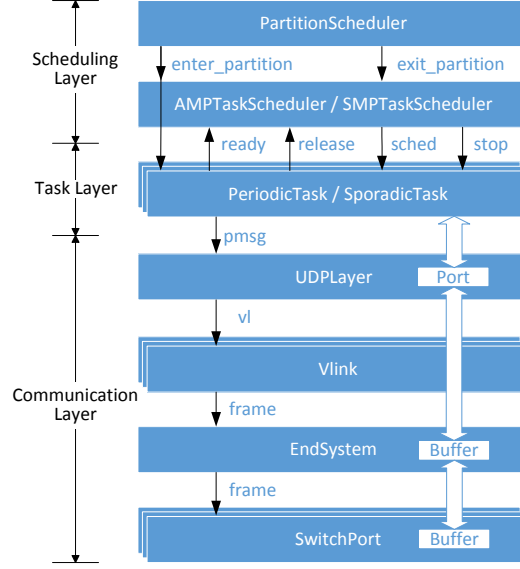 PartitionScheduler
Scheduling
Layer
enter_partition
exit_partition
AMPTaskScheduler / SMPTaskScheduler
ready
release
sched
stop
Task Layer
PeriodicTask / SporadicTask
pmsg
UDPLayer
Port
vl
Vlink
Communication
Layer
frame
EndSystem
Buffer
frame
SwitchPort
Buffer